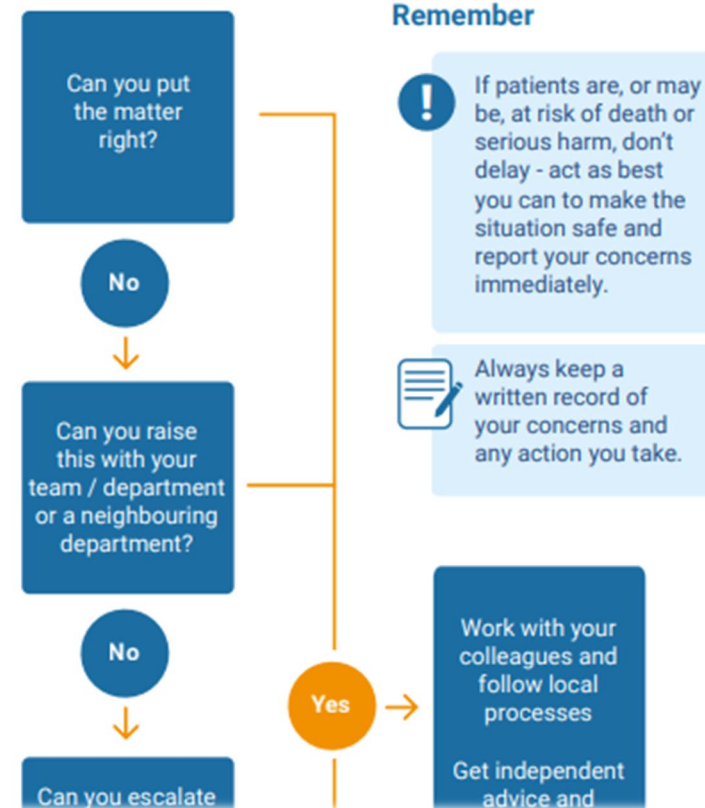 Remember
Can you put
the matter
right?
If patients are, or may
be, at risk of death or
serious harm, don't
delay - act as best
you can to make the
situation safe and
report your concerns
immediately.
No
Always keep a
written record of
your concerns and
any action you take.
Can you raise
this with your
team / department
or a neighbouring
department?
No
Yes
Work with your
colleagues and
follow local
processes
Get independent
advice and
Can you escalate